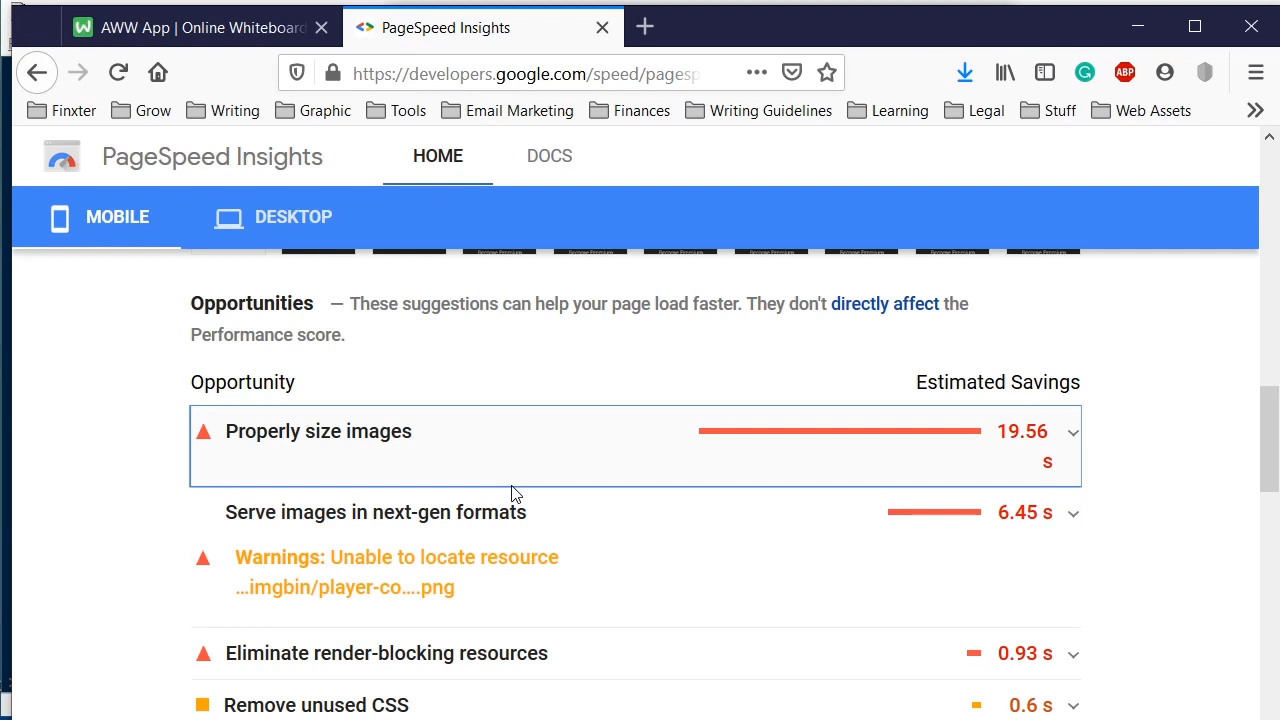 AWW App | Online Whiteboard
PageSpeed Insights
https://developers.google.com/speed/pagesp
ABP
Finxter Grow Writing Graphic Tools Email Marketing Finances Writing Guidelines Learning Legal Stuff Web Assets
PageSpeed Insights HOME DOCS
MOBILE DESKTOP
Opportunities — These suggestions can help your page load faster. They don't directly affect the
Performance score.
Opportunity Estimated Savings
Properly size images 19.56
s
Serve images in next-gen formats 6.45 s
Warnings: Unable to locate resource
…imgbin/player-co….png
Eliminate render-blocking resources 0.93 s
Remove unused CSS 0.6 s